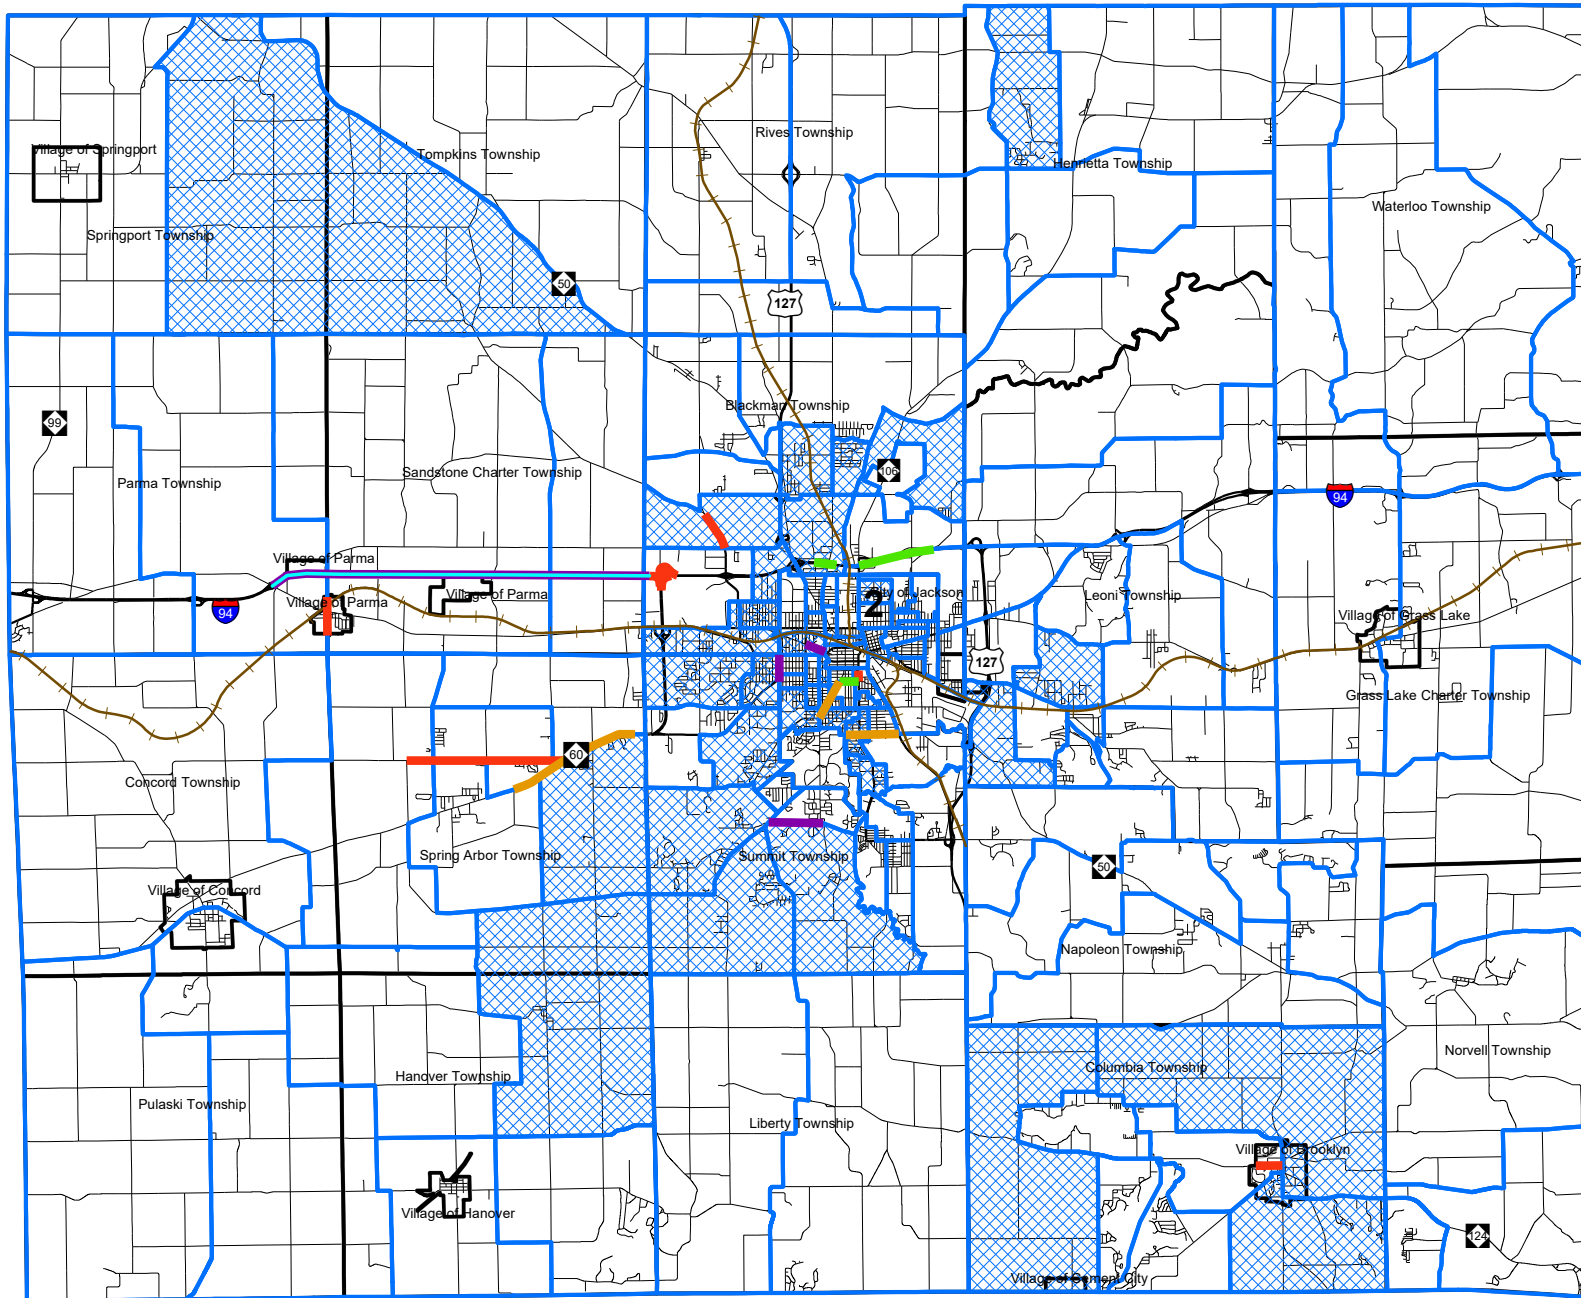 Rives Township
Village of Springport
Tompkins Township
Henrietta Township
Waterloo Township
Springport Township
50
127
Blackman Township
99
106
Sandstone Charter Township
Parma Township
94
Village of Parma
Village of Parma
Village of Parma
City of Jackson
2
Leoni Township
94
Village of Grass Lake
127
Grass Lake Charter Township
60
Concord Township
Spring Arbor Township
Summit Township
50
Village of Concord
Napoleon Township
Norvell Township
Columbia Township
Hanover Township
Pulaski Township
Liberty Township
Village of Brooklyn
Village of Hanover
124
Village of Cement City